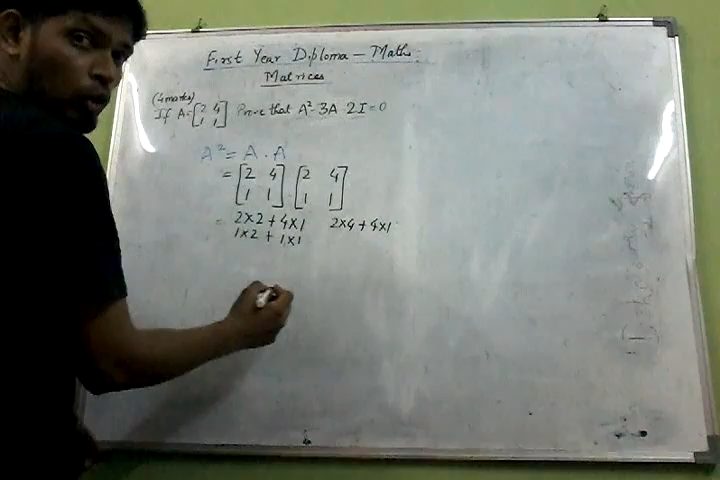 First Year Diploma - Maths:
Matrices
(4 marks)
If A = [2 4 Prove that A² - 3A 2I = 0
1 1]
A² = A . A
= [2 4 [2 4
1 1] 1 1]
= 2×2 + 4×1 2×4 + 4×1
1×2 + 1×1